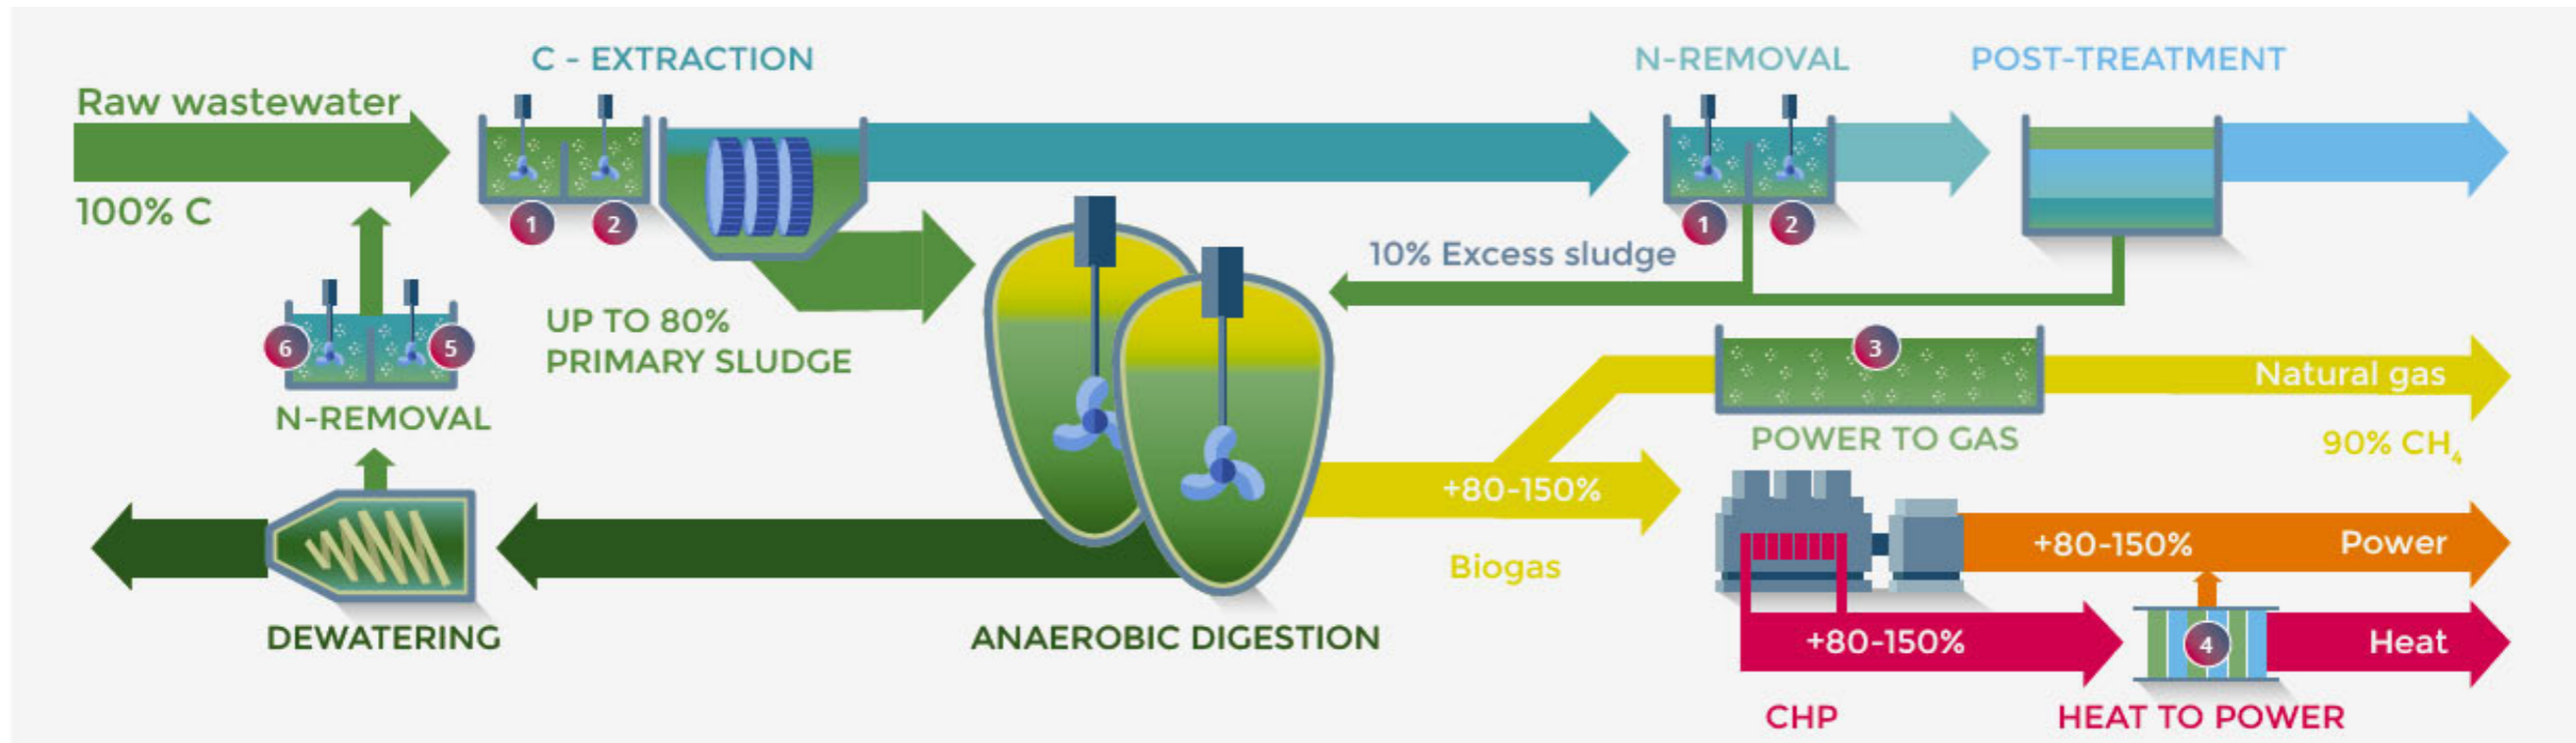 C - EXTRACTION
N-REMOVAL
POST-TREATMENT
Raw wastewater
100% C
1
2
1
2
10% Excess sludge
UP TO 80%
PRIMARY SLUDGE
6
5
N-REMOVAL
3
Natural gas
POWER TO GAS
90% CH₄
+80-150%
Biogas
+80-150%
Power
DEWATERING
ANAEROBIC DIGESTION
+80-150%
4
Heat
CHP
HEAT TO POWER